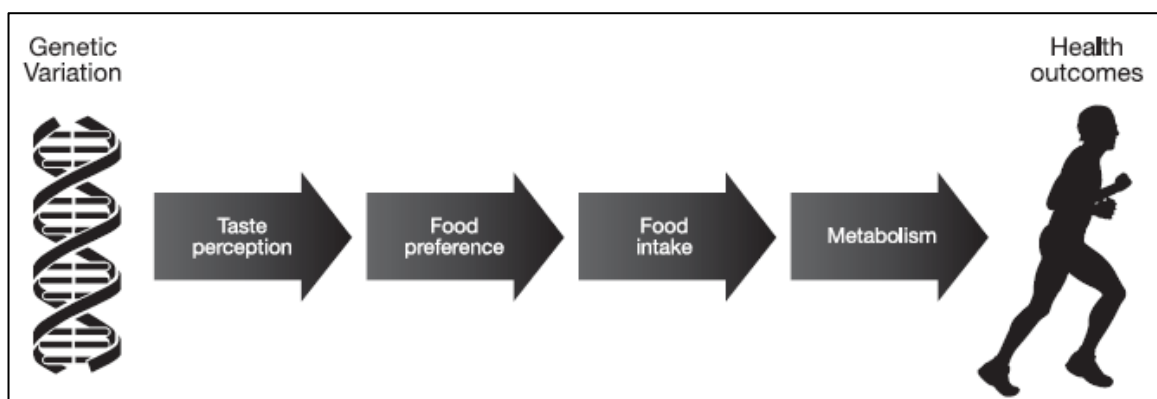 Genetic
Variation
Health
outcomes
Taste
perception
Food
preference
Food
intake
Metabolism